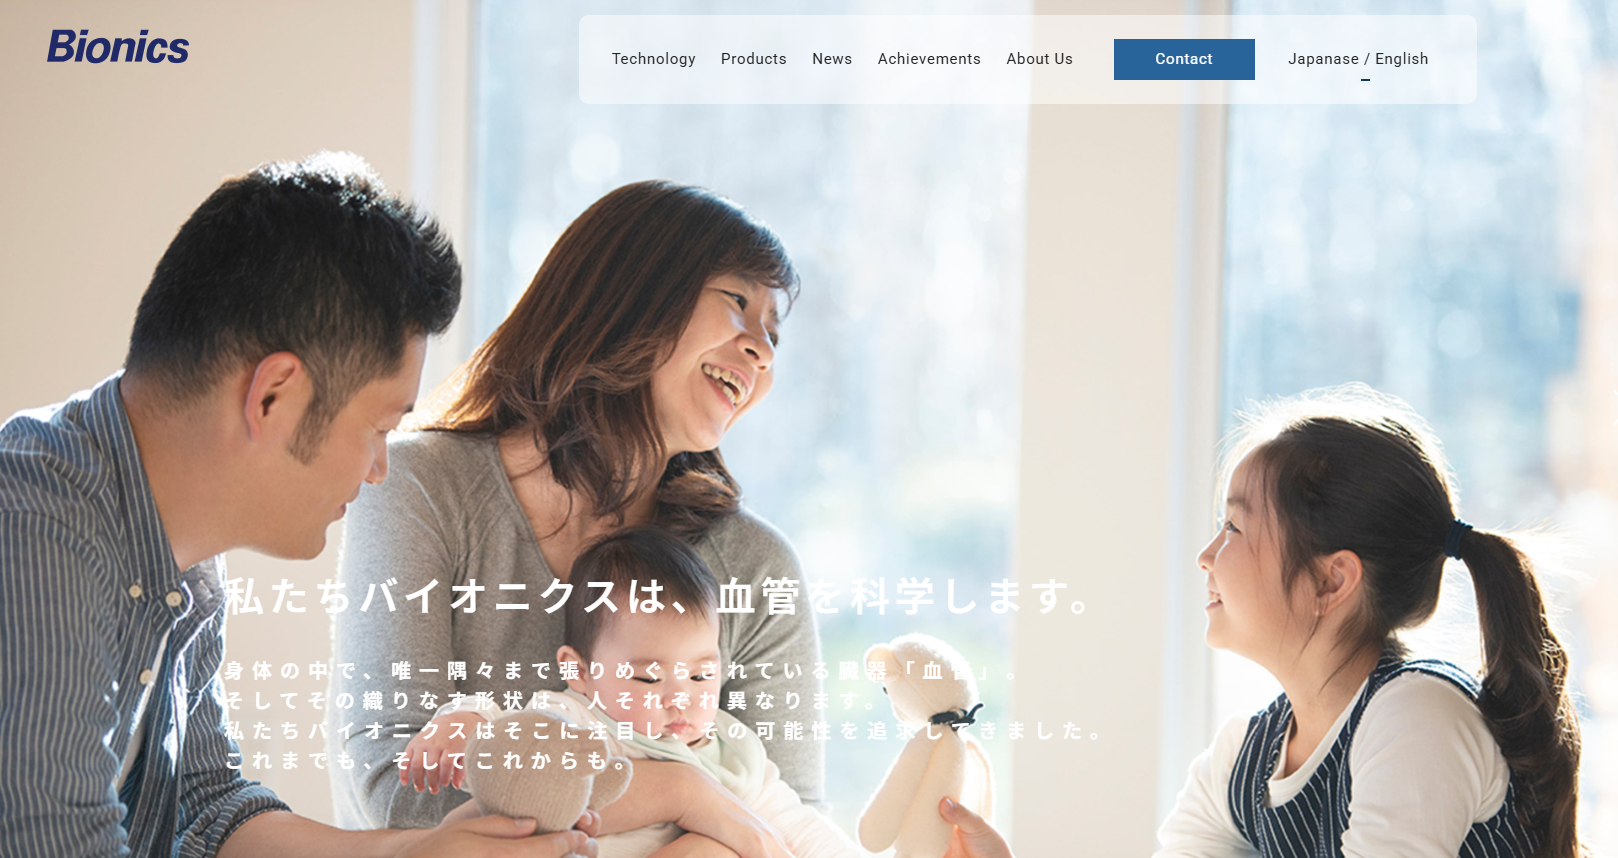 Bionics
Technology Products News Achievements About Us Contact Japanase / English
私たちバイオニクスは、血管を科学します。
身体の中で、唯一隅々まで張りめぐらされている臓器「血管」。
そしてその織りなす形状は、人それぞれ異なります。
私たちバイオニクスはそこに注目し、その可能性を追求してきました。
これまでも、そしてこれからも。